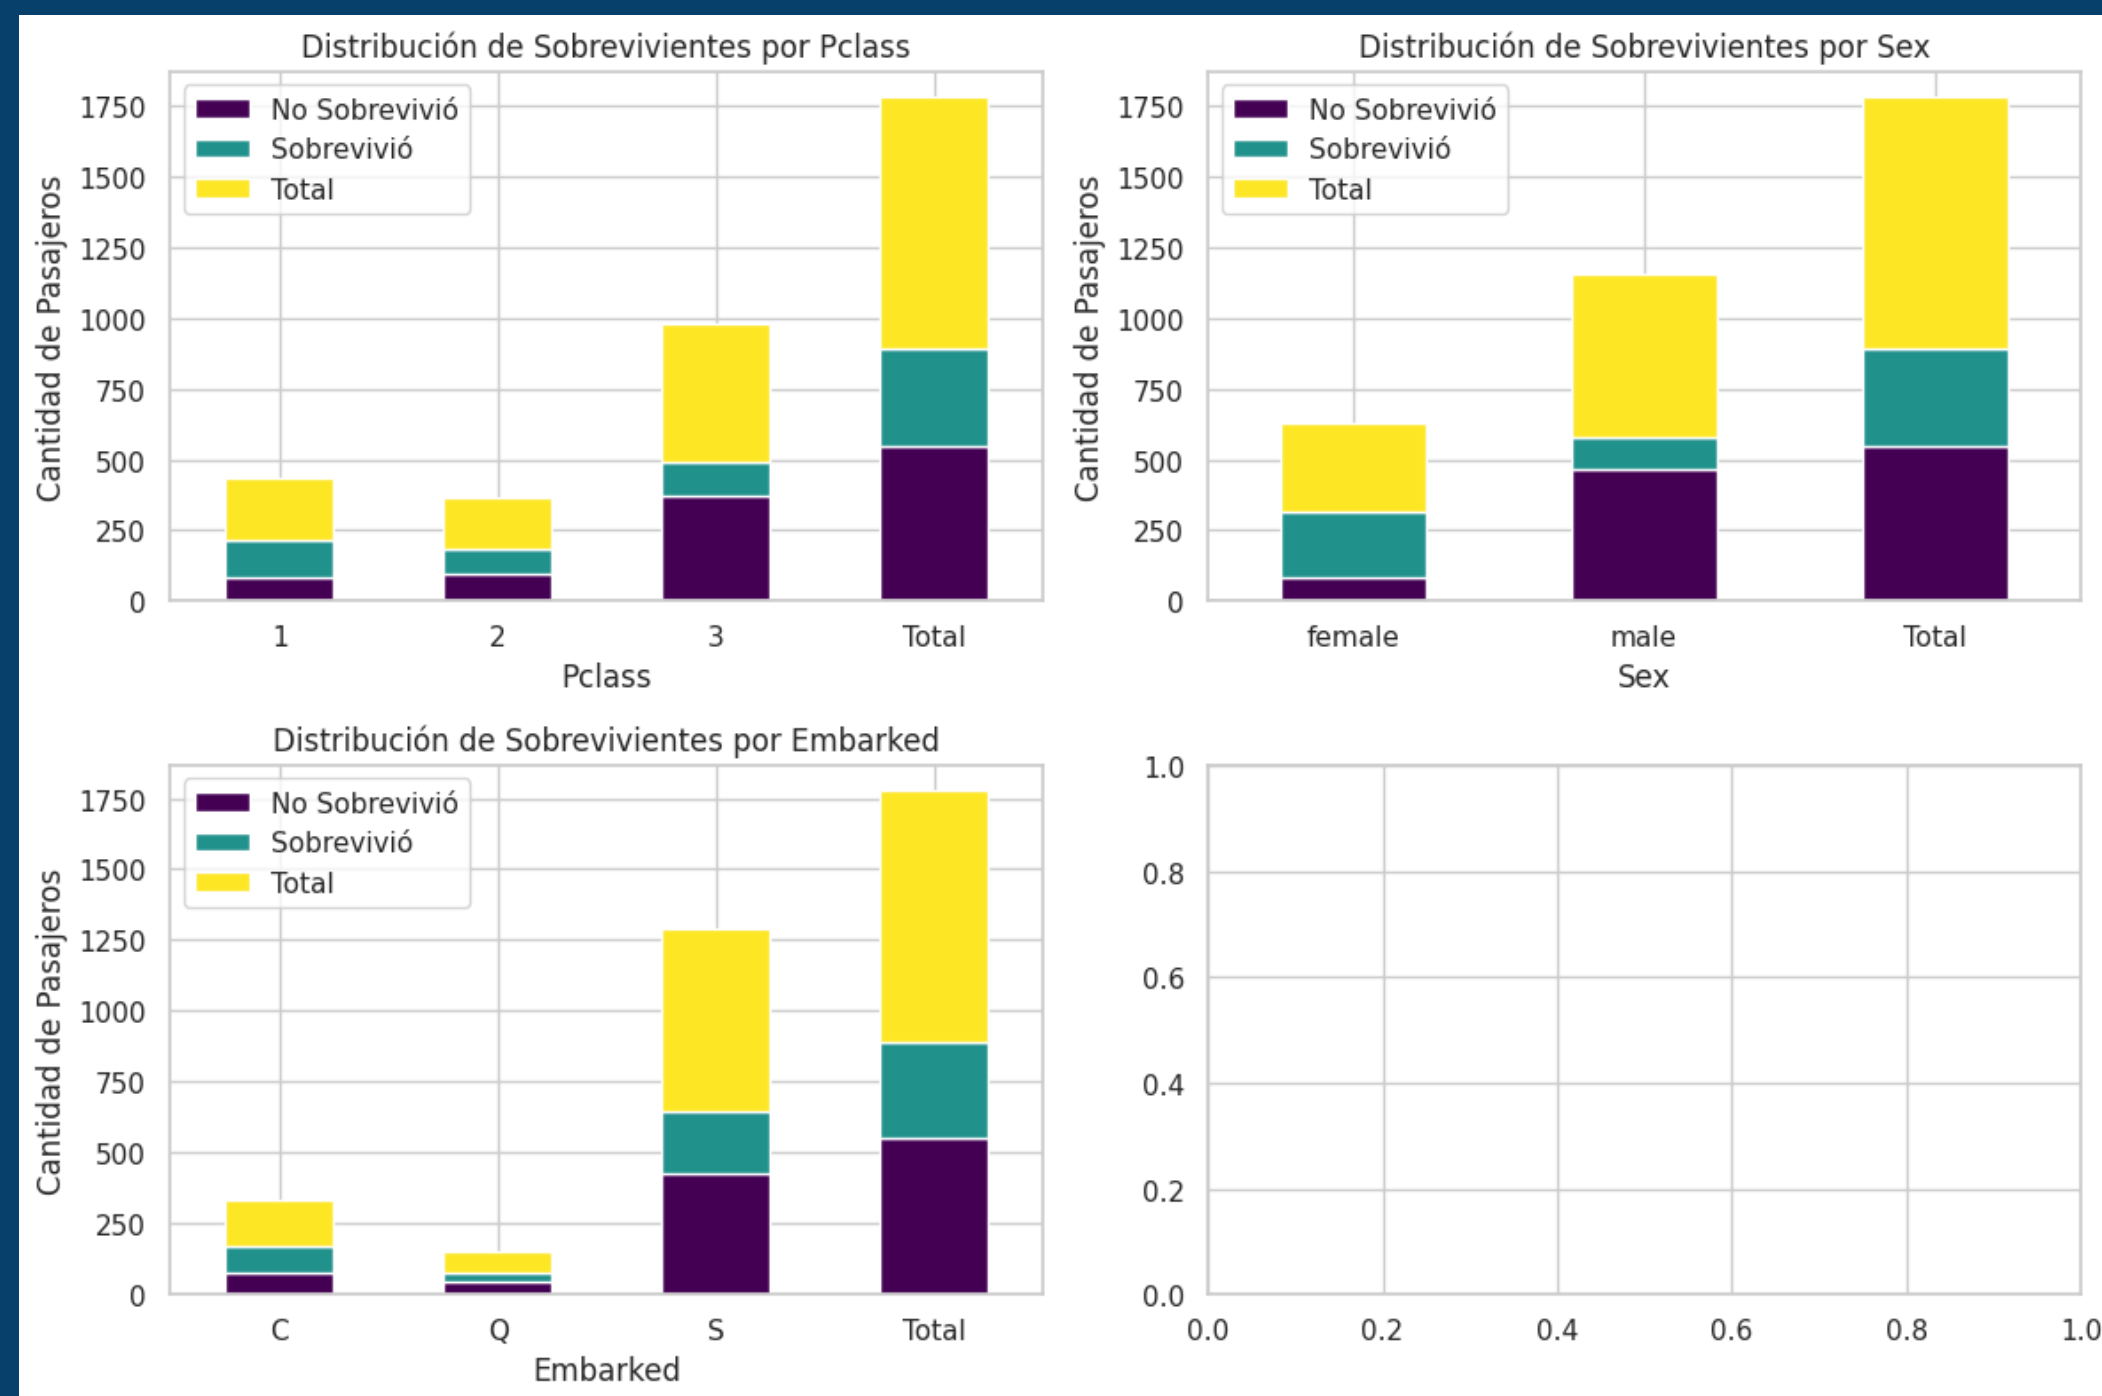 Distribución de Sobrevivientes por Pclass
No Sobrevivió
Sobrevivió
Total
Cantidad de Pasajeros
1750
1500
1250
1000
750
500
250
0
1 2 3 Total
Pclass
Distribución de Sobrevivientes por Sex
No Sobrevivió
Sobrevivió
Total
Cantidad de Pasajeros
1750
1500
1250
1000
750
500
250
0
female male Total
Sex
Distribución de Sobrevivientes por Embarked
No Sobrevivió
Sobrevivió
Total
Cantidad de Pasajeros
1750
1500
1250
1000
750
500
250
0
C Q S Total
Embarked
1.0
0.8
0.6
0.4
0.2
0.0
0.0 0.2 0.4 0.6 0.8 1.0